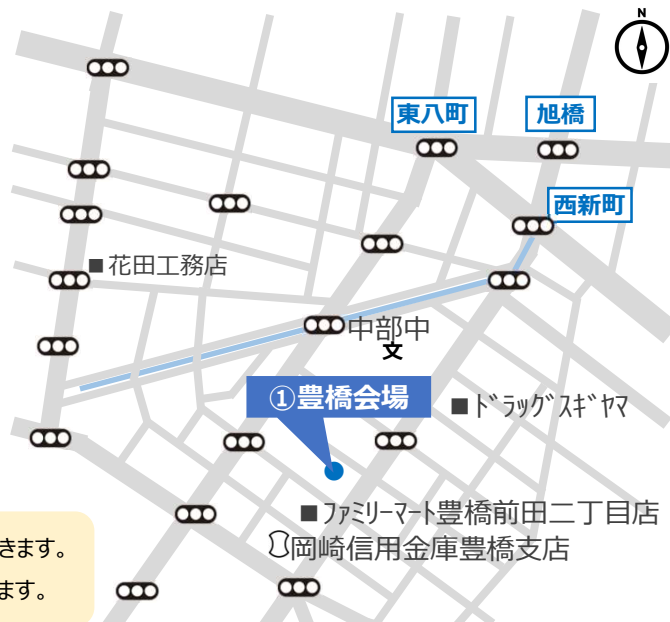 N
東八町
旭橋
西新町
■花田工務店
中部中
文
①豊橋会場
■ﾄﾞﾗｯｸﾞｽｷﾞﾔﾏ
■ﾌｧﾐﾘｰﾏｰﾄ豊橋前田二丁目店
岡崎信用金庫豊橋支店
きます。
ます。